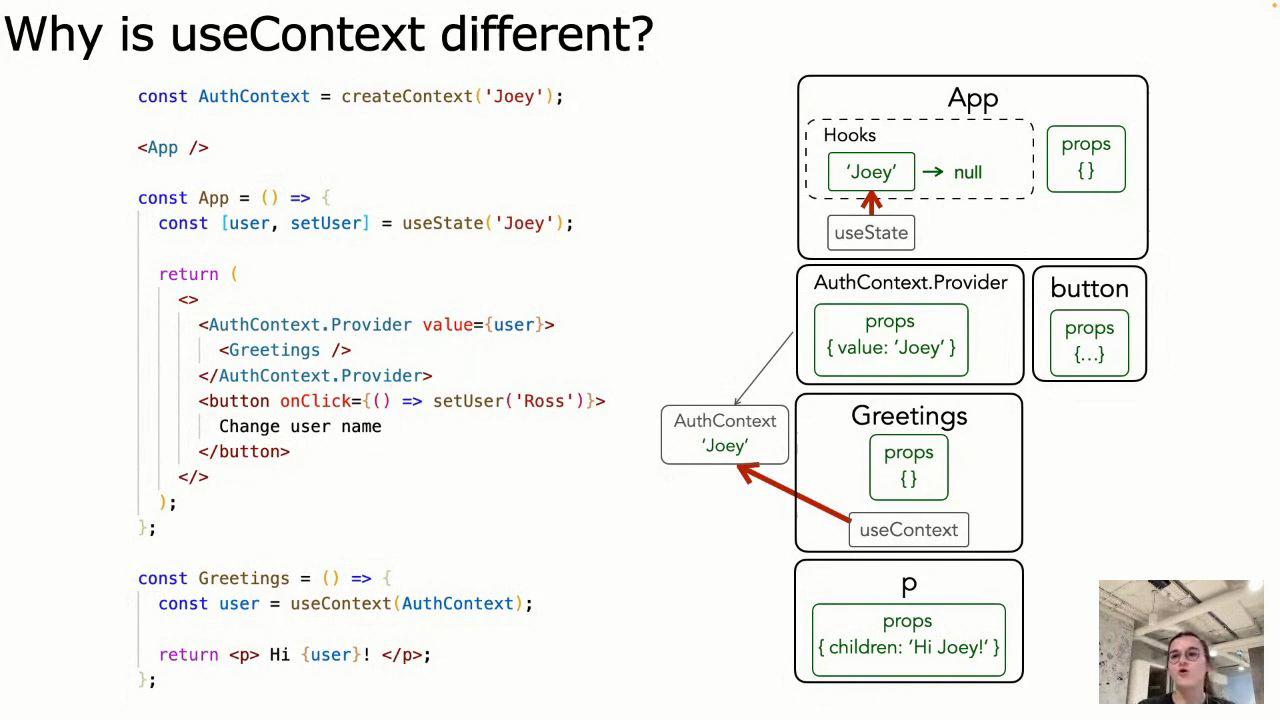 Why is useContext different?
const AuthContext = createContext('Joey');
<App />
const App = () => {
const [user, setUser] = useState('Joey');
return (
<>
<AuthContext.Provider value={user}>
<Greetings />
</AuthContext.Provider>
<button onClick={() => setUser('Ross')}>
Change user name
</button>
</>
);
};
const Greetings = () => {
const user = useContext(AuthContext);
return <p> Hi {user}! </p>;
};
App
Hooks
‘Joey’ → null
useState
props
{ }
AuthContext.Provider
props
{ value: ‘Joey’ }
button
props
{...}
AuthContext
‘Joey’
Greetings
props
{ }
useContext
p
props
{ children: ‘Hi Joey!’ }